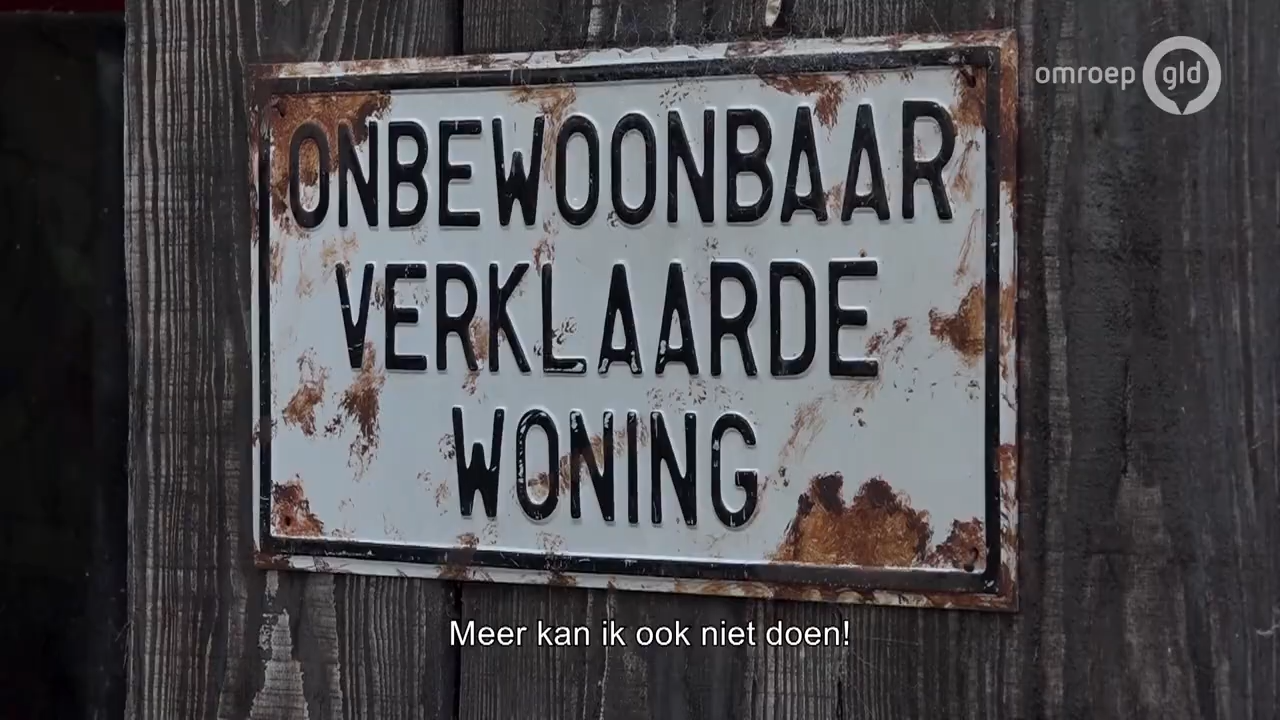 omroep gld
ONBEWOONBAAR
VERKLAARDE
WONING
Meer kan ik ook niet doen!